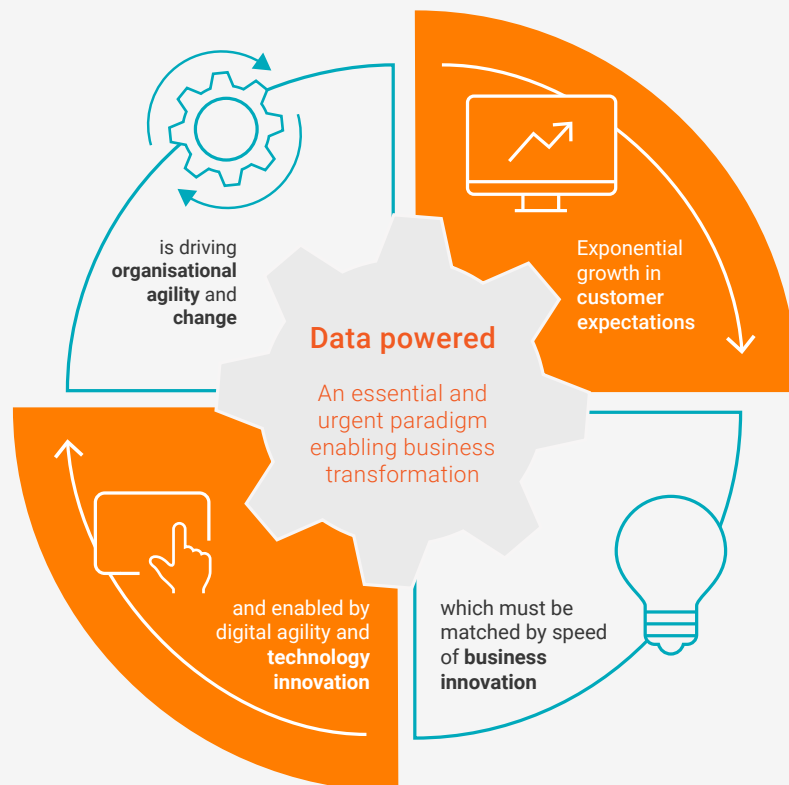 is driving
organisational
agility and
change
Exponential
growth in
customer
expectations
Data powered
An essential and
urgent paradigm
enabling business
transformation
and enabled by
digital agility and
technology
innovation
which must be
matched by speed
of business
innovation